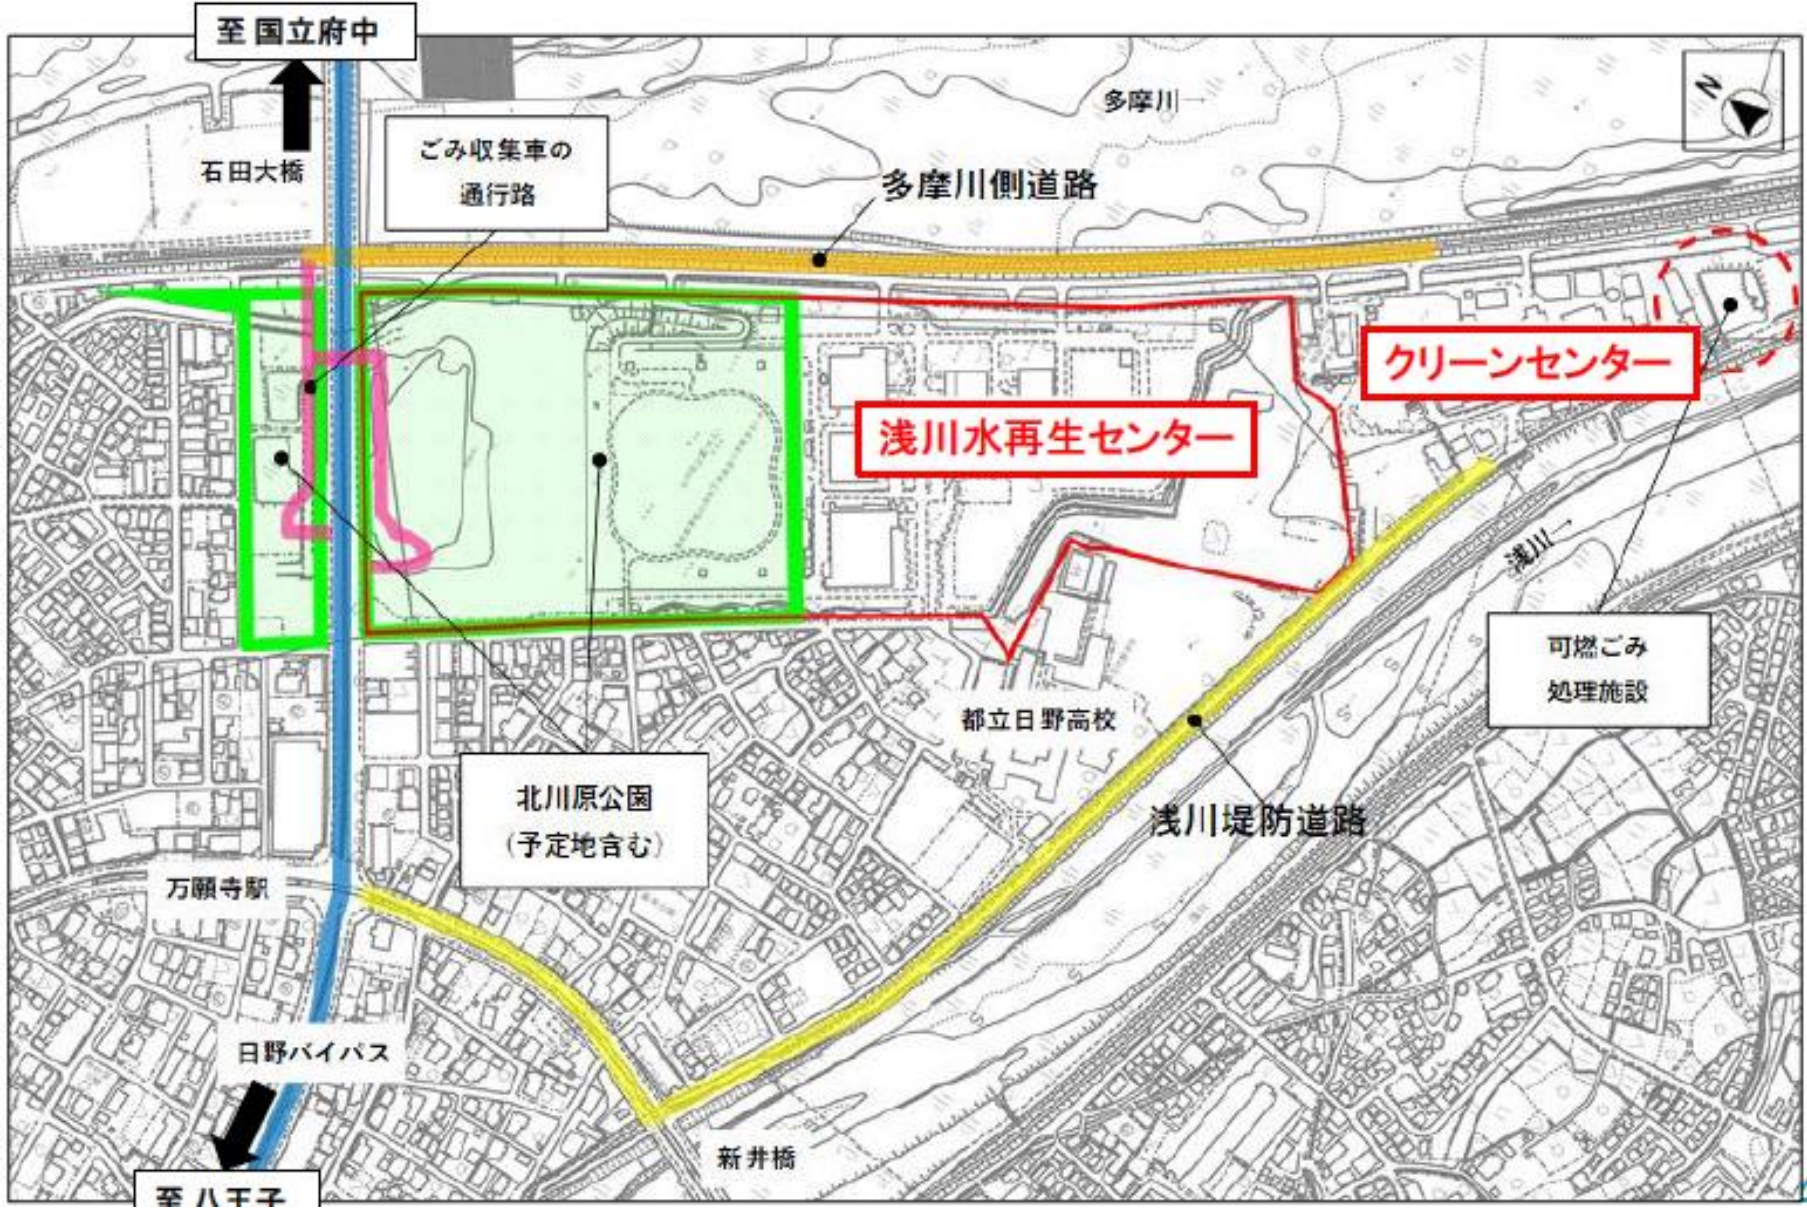 至 国立府中
N
多摩川→
石田大橋
ごみ収集車の
通行路
多摩川側道路
クリーンセンター
浅川水再生センター
浅川→
可燃ごみ
処理施設
都立日野高校
北川原公園
（予定地含む）
浅川堤防道路
万願寺駅
日野バイパス
新井橋
至 八王子